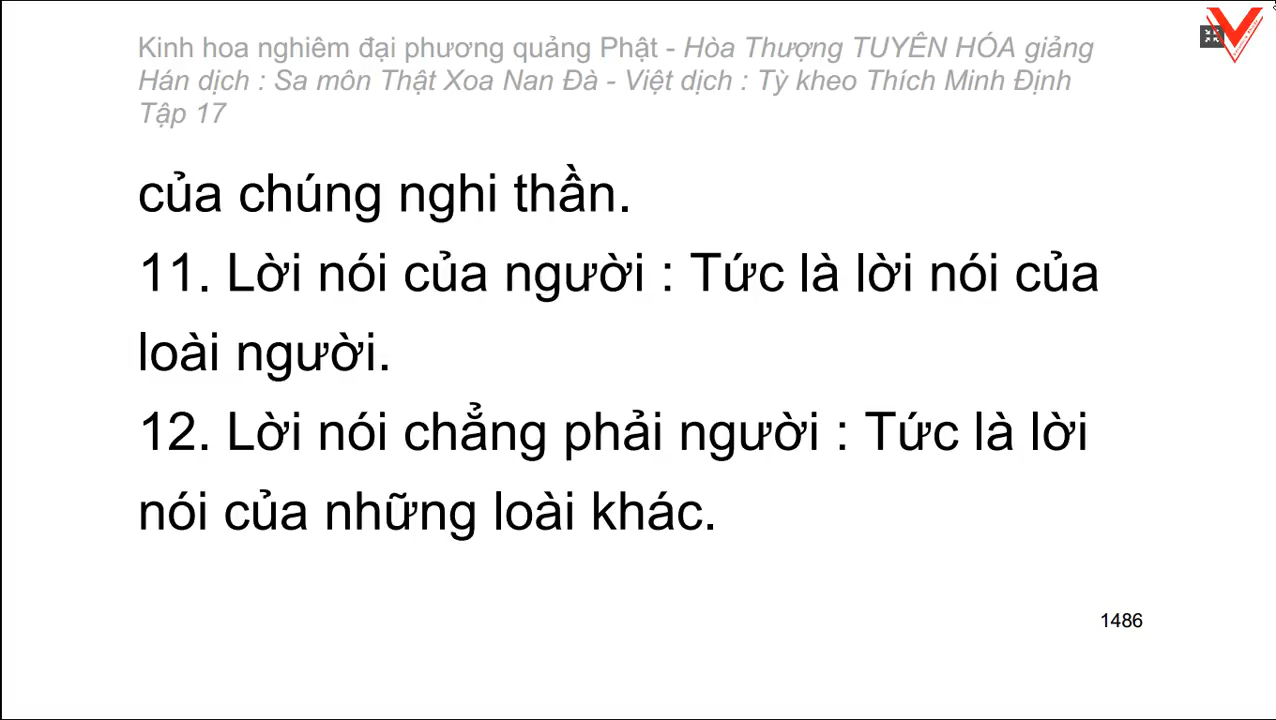 Kinh hoa nghiêm đại phương quảng Phật - Hòa Thượng TUYÊN HÓA giảng
Hán dịch : Sa môn Thật Xoa Nan Đà - Việt dịch : Tỳ kheo Thích Minh Định
Tập 17
của chúng nghi thần.
11. Lời nói của người : Tức là lời nói của
loài người.
12. Lời nói chẳng phải người : Tức là lời
nói của những loài khác.
1486